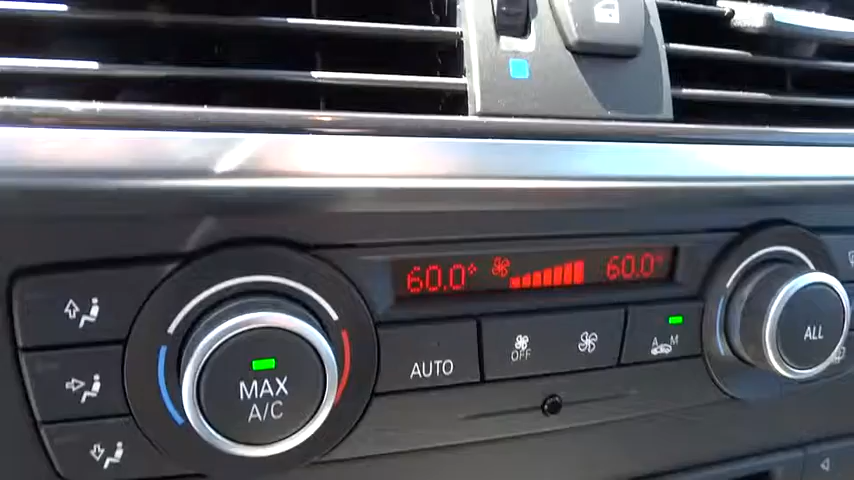 60.0° 60.0°
AUTO
OFF
A M
MAX
A/C
ALL